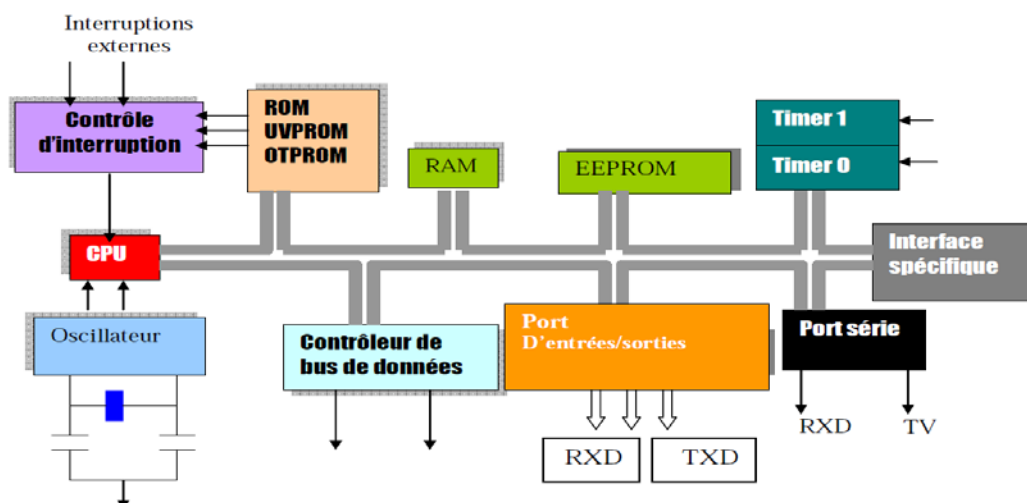 Interruptions
externes
Contrôle
d'interruption
ROM
UVPROM
OTPROM
RAM
EEPROM
Timer 1
Timer 0
CPU
Interface
spécifique
Oscillateur
Contrôleur de
bus de données
Port
D'entrées/sorties
Port série
RXD
TXD
RXD
TV